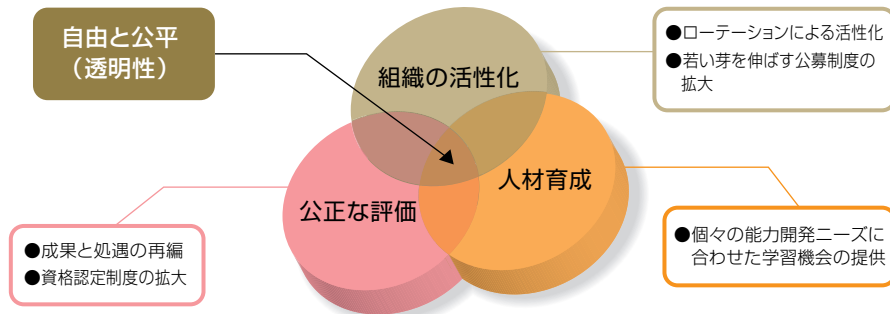 自由と公平
（透明性）
組織の活性化
●ローテーションによる活性化
●若い芽を伸ばす公募制度の
拡大
公正な評価
人材育成
●成果と処遇の再編
●資格認定制度の拡大
●個々の能力開発ニーズに
合わせた学習機会の提供